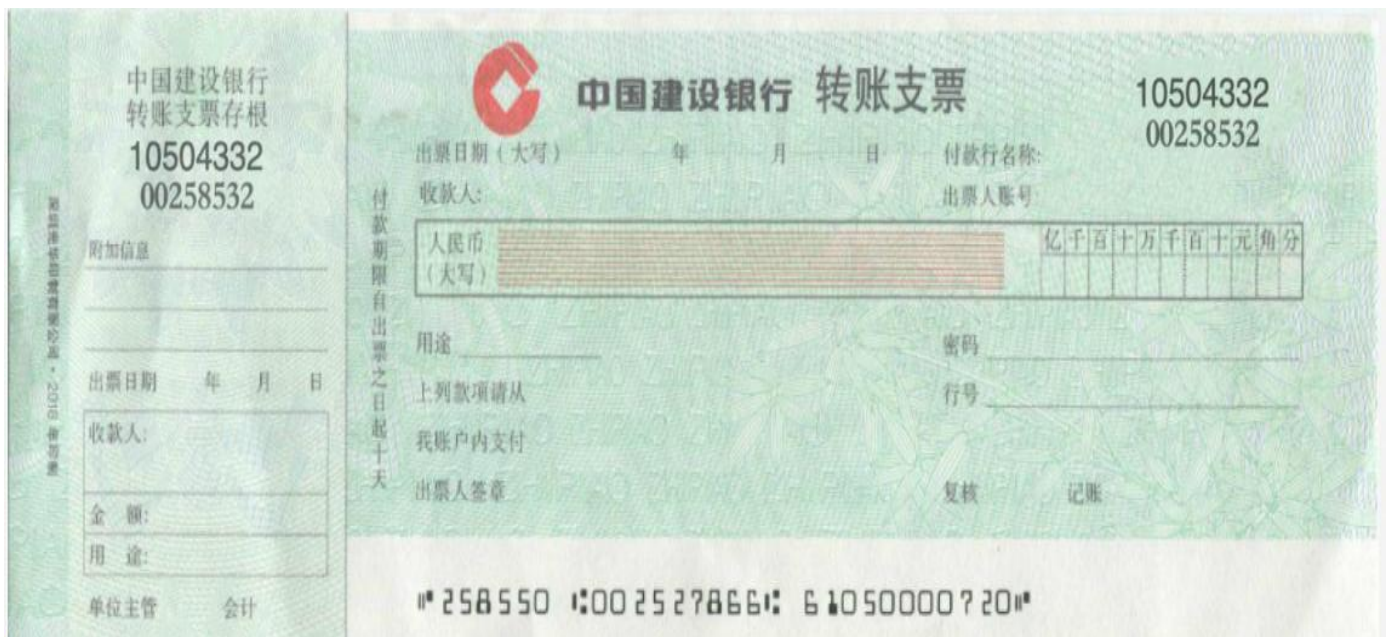 中国建设银行
转账支票存根
10504332
00258532
附加信息
出票日期 年 月 日
收款人:
金 额:
用 途:
单位主管 会计
中国建设银行 转账支票
10504332
00258532
出票日期(大写) 年 月 日 付款行名称:
收款人: 出票人账号:
人民币
(大写)
亿千百十万千百十元角分
用途 密码
上列款项请从 行号
我账户内支付
出票人签章 复核 记账
付款期限自出票之日起十天
⑈258550 ⑆002527866⑆ 61050000720⑈